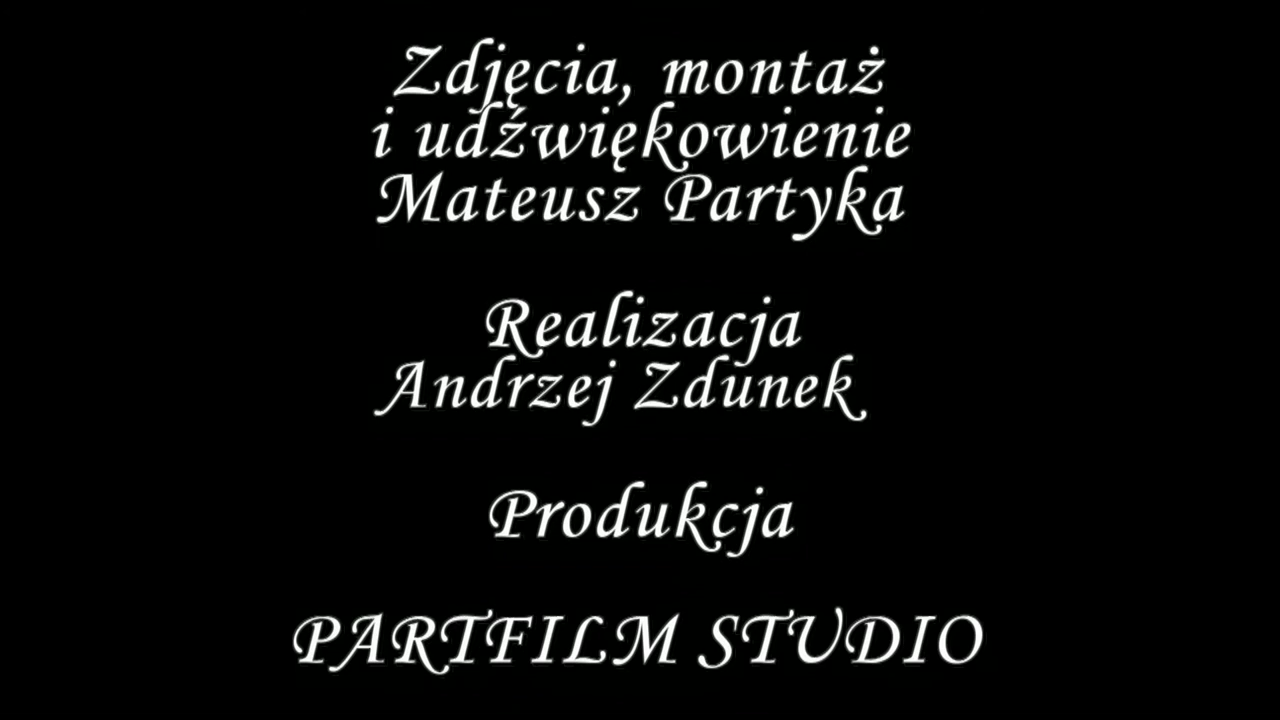 Zdjęcia, montaż
i udźwiękowienie
Mateusz Partyka
Realizacja
Andrzej Zdunek
Produkcja
PARTFILM STUDIO